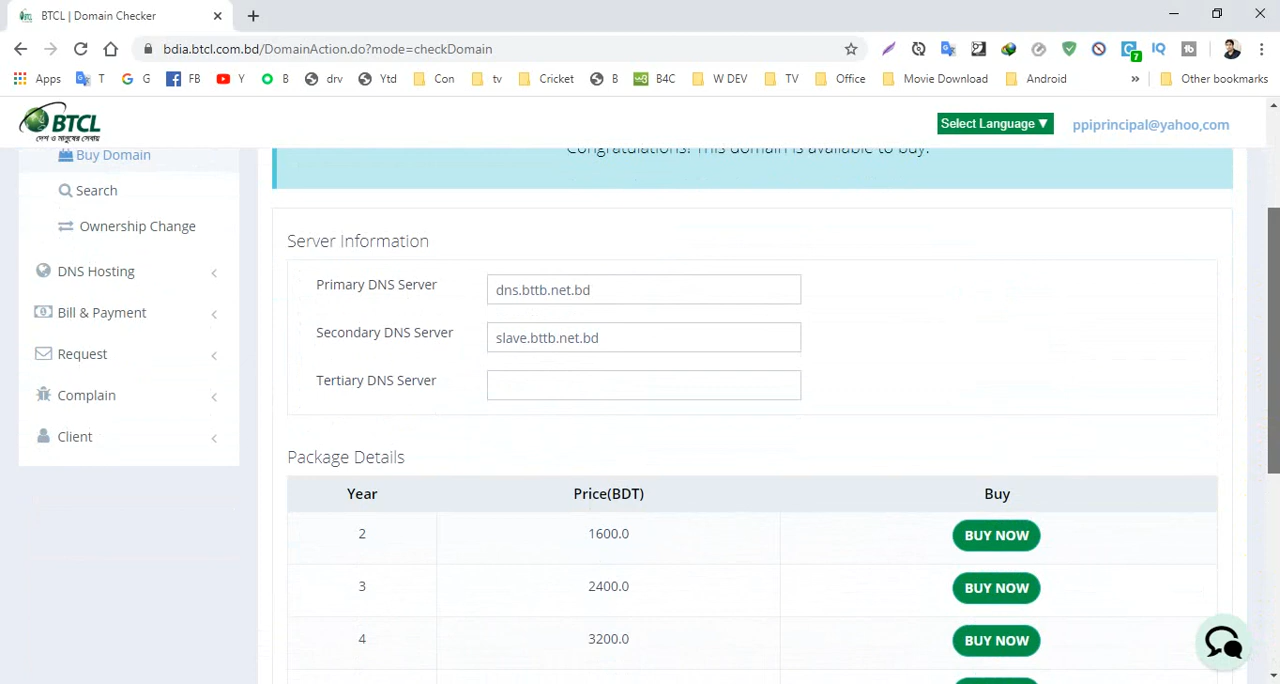 BTCL | Domain Checker
bdia.btcl.com.bd/DomainAction.do?mode=checkDomain
7
IQ
Apps T G FB Y B drv Ytd Con tv Cricket B B4C W DEV TV Office Movie Download Android » Other bookmarks
BTCL
দেশ ও মানুষের সেবায়
Select Language ▼
ppiprincipal@yahoo,com
Buy Domain
Congratulations! This domain is available to buy.
Search
Ownership Change
Server Information
DNS Hosting
Primary DNS Server dns.bttb.net.bd
Bill & Payment
Secondary DNS Server slave.bttb.net.bd
Request
Tertiary DNS Server
Complain
Client
Package Details
Year Price(BDT) Buy
2 1600.0 BUY NOW
3 2400.0 BUY NOW
4 3200.0 BUY NOW